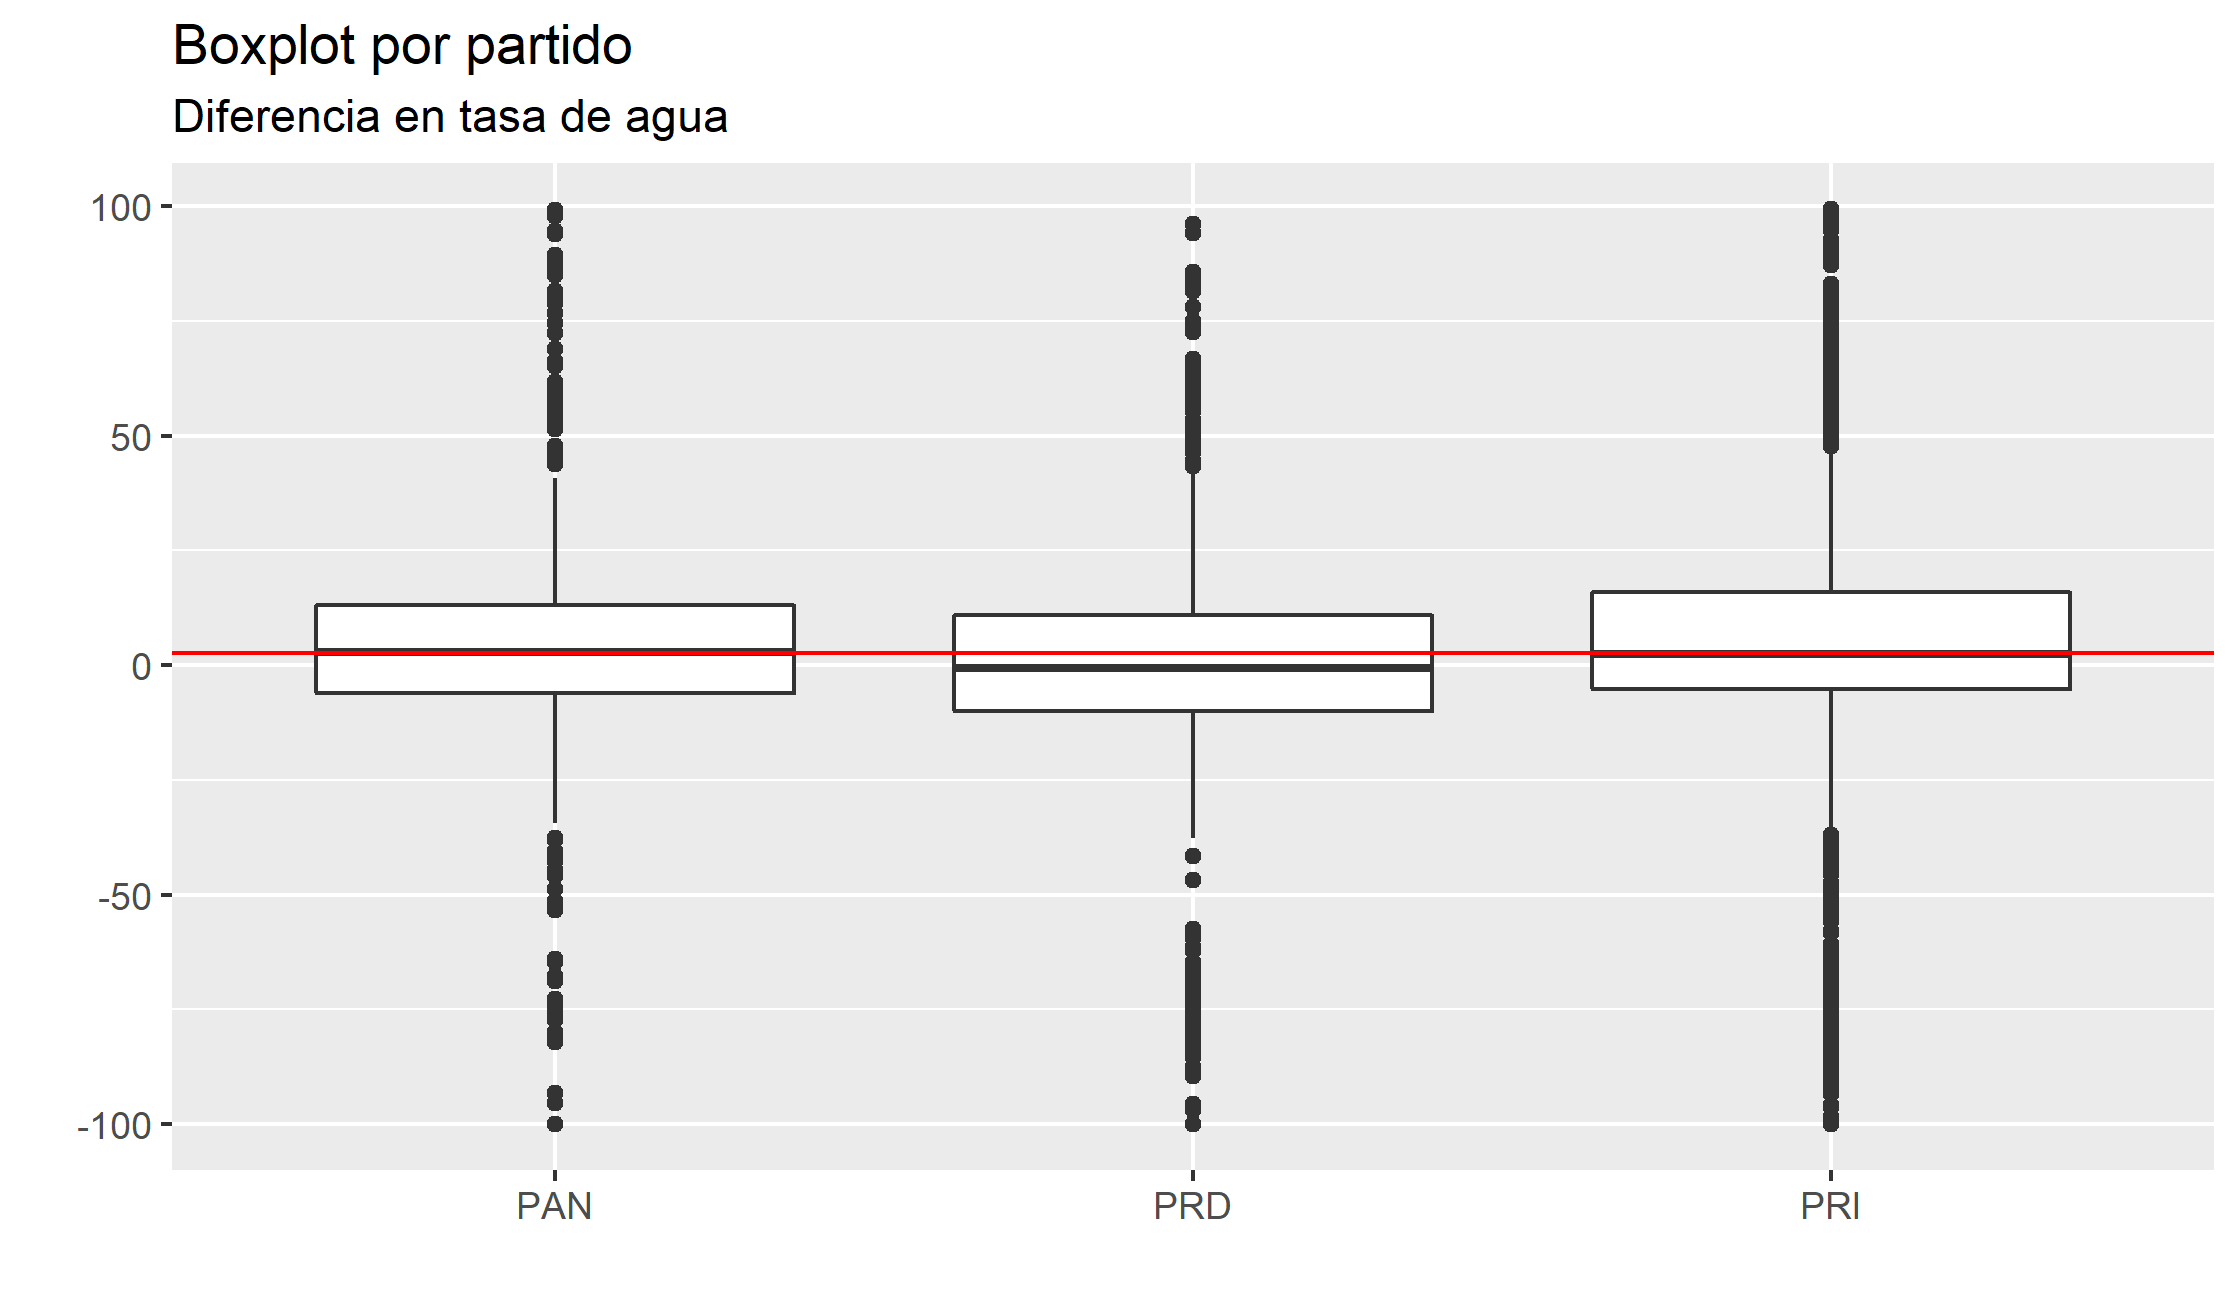 Boxplot por partido
Diferencia en tasa de agua
100
50
0
-50
-100
PAN PRD PRI